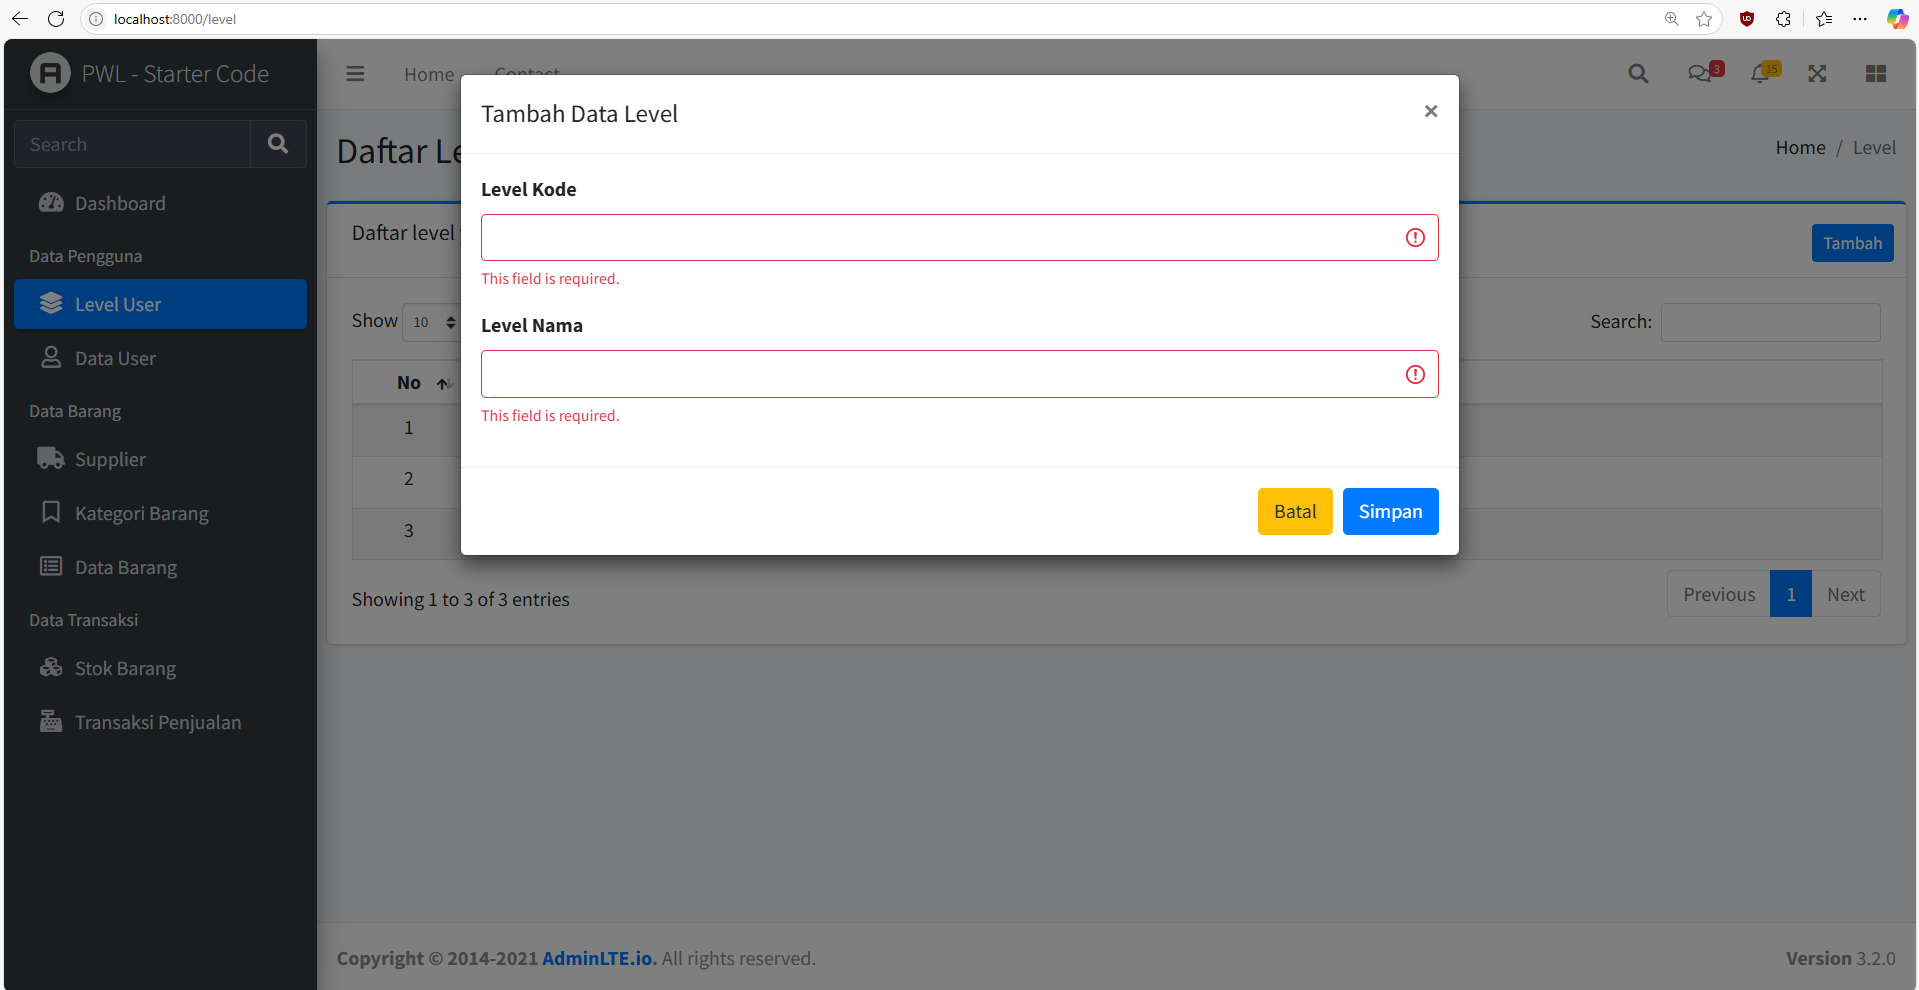 localhost:8000/level
PWL - Starter Code
Home
Contact
3
15
Search
Dashboard
Data Pengguna
Level User
Data User
Data Barang
Supplier
Kategori Barang
Data Barang
Data Transaksi
Stok Barang
Transaksi Penjualan
Home / Level
Daftar level
Tambah
Show 10
Search:
No
1
2
3
Showing 1 to 3 of 3 entries
Previous 1 Next
Tambah Data Level
×
Level Kode
This field is required.
Level Nama
This field is required.
Batal Simpan
Copyright © 2014-2021 AdminLTE.io. All rights reserved.
Version 3.2.0